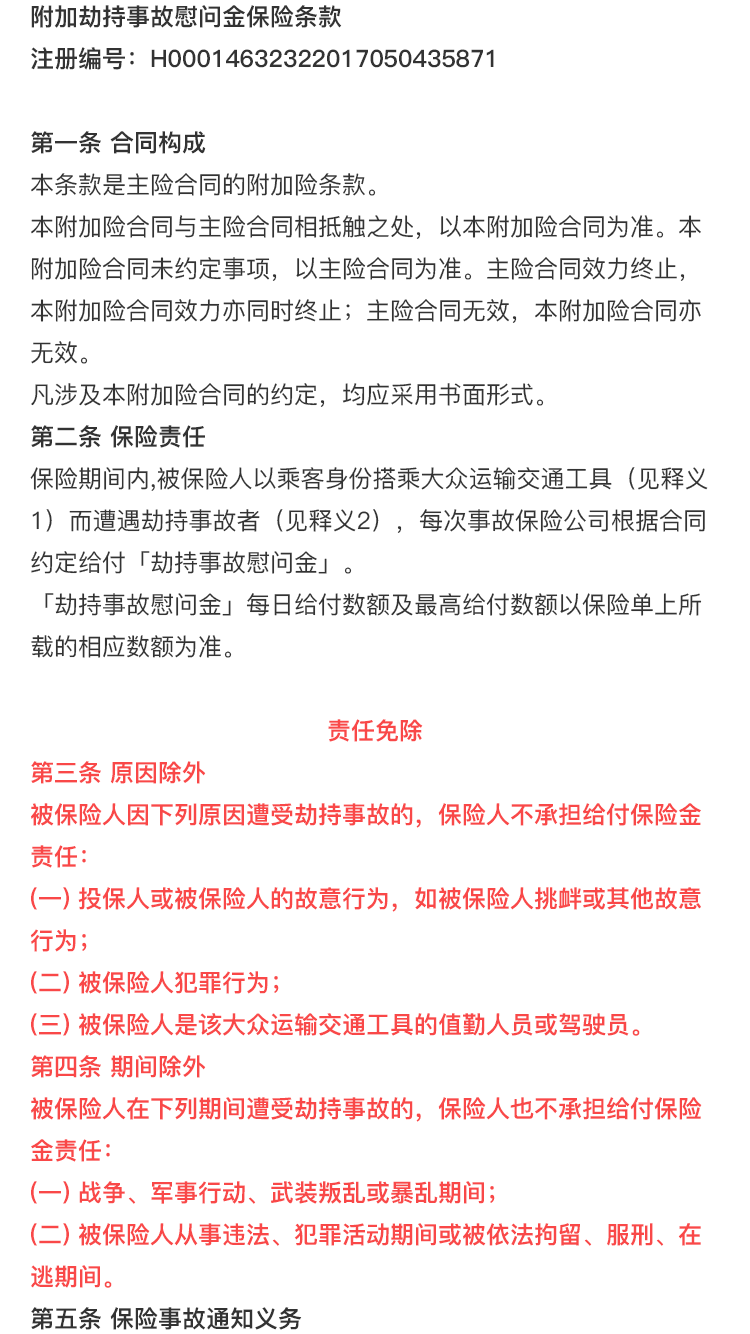 附加劫持事故慰问金保险条款
注册编号：H00014632322017050435871
第一条 合同构成
本条款是主险合同的附加险条款。
本附加险合同与主险合同相抵触之处，以本附加险合同为准。本
附加险合同未约定事项，以主险合同为准。主险合同效力终止，
本附加险合同效力亦同时终止；主险合同无效，本附加险合同亦
无效。
凡涉及本附加险合同的约定，均应采用书面形式。
第二条 保险责任
保险期间内,被保险人以乘客身份搭乘大众运输交通工具（见释义
1）而遭遇劫持事故者（见释义2），每次事故保险公司根据合同
约定给付「劫持事故慰问金」。
「劫持事故慰问金」每日给付数额及最高给付数额以保险单上所
载的相应数额为准。
责任免除
第三条 原因除外
被保险人因下列原因遭受劫持事故的，保险人不承担给付保险金
责任：
(一) 投保人或被保险人的故意行为，如被保险人挑衅或其他故意
行为；
(二) 被保险人犯罪行为；
(三) 被保险人是该大众运输交通工具的值勤人员或驾驶员。
第四条 期间除外
被保险人在下列期间遭受劫持事故的，保险人也不承担给付保险
金责任：
(一) 战争、军事行动、武装叛乱或暴乱期间；
(二) 被保险人从事违法、犯罪活动期间或被依法拘留、服刑、在
逃期间。
第五条 保险事故通知义务